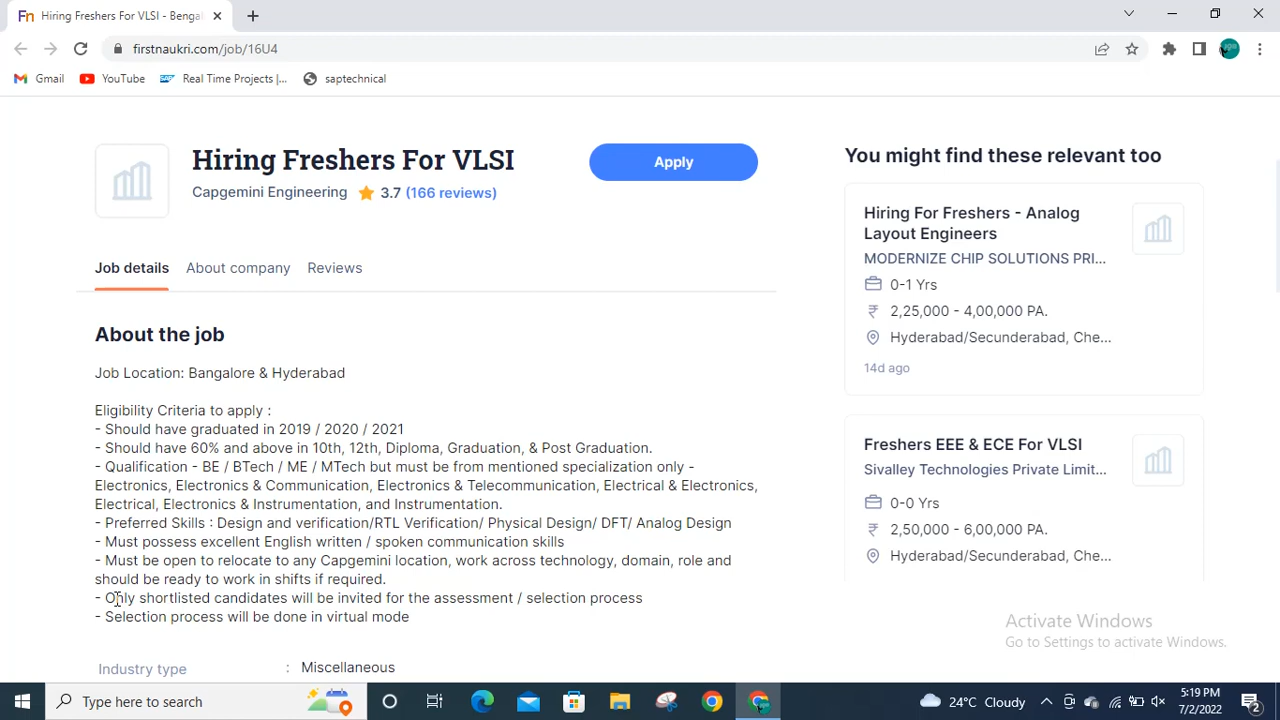 Fn Hiring Freshers For VLSI - Benga
firstnaukri.com/job/16U4
Gmail YouTube SAP Real Time Projects |... saptechnical
Hiring Freshers For VLSI
Capgemini Engineering 3.7 (166 reviews)
Apply
Job details About company Reviews
About the job
Job Location: Bangalore & Hyderabad
Eligibility Criteria to apply :
- Should have graduated in 2019 / 2020 / 2021
- Should have 60% and above in 10th, 12th, Diploma, Graduation, & Post Graduation.
- Qualification - BE / BTech / ME / MTech but must be from mentioned specialization only -
Electronics, Electronics & Communication, Electronics & Telecommunication, Electrical & Electronics,
Electrical, Electronics & Instrumentation, and Instrumentation.
- Preferred Skills : Design and verification/RTL Verification/ Physical Design/ DFT/ Analog Design
- Must possess excellent English written / spoken communication skills
- Must be open to relocate to any Capgemini location, work across technology, domain, role and
should be ready to work in shifts if required.
- Only shortlisted candidates will be invited for the assessment / selection process
- Selection process will be done in virtual mode
Industry type : Miscellaneous
You might find these relevant too
Hiring For Freshers - Analog
Layout Engineers
MODERNIZE CHIP SOLUTIONS PRI...
0-1 Yrs
₹ 2,25,000 - 4,00,000 PA.
Hyderabad/Secunderabad, Che...
14d ago
Freshers EEE & ECE For VLSI
Sivalley Technologies Private Limit...
0-0 Yrs
₹ 2,50,000 - 6,00,000 PA.
Hyderabad/Secunderabad, Che...
Activate Windows
Go to Settings to activate Windows.
Type here to search
24°C Cloudy
5:19 PM
7/2/2022
2